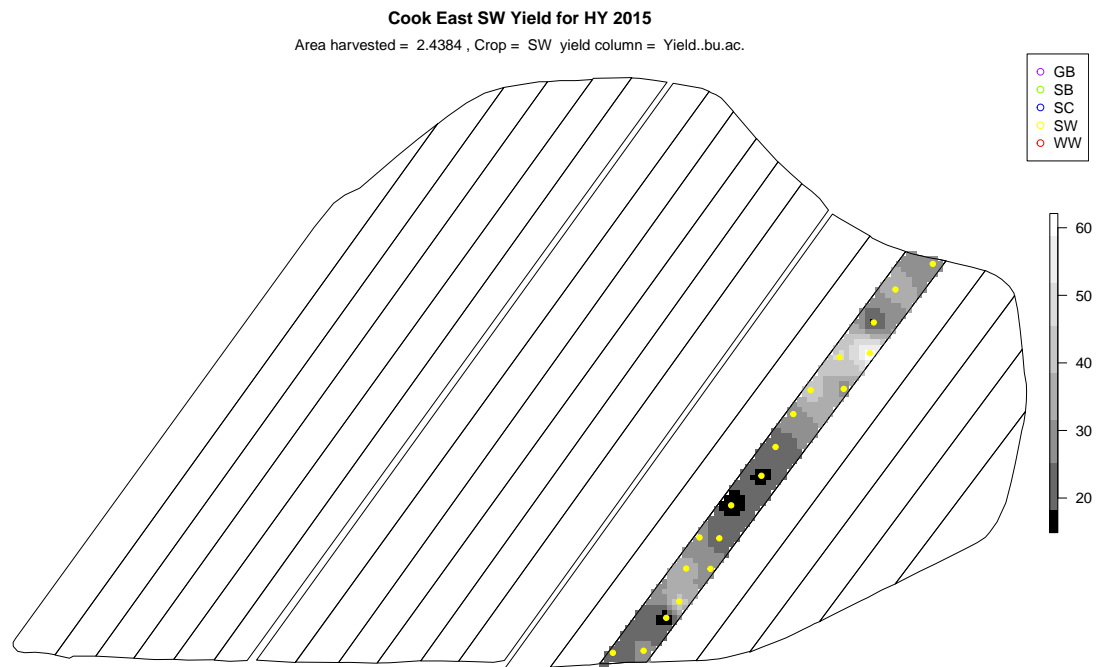 Cook East SW Yield for HY 2015
Area harvested = 2.4384 , Crop = SW yield column = Yield..bu.ac.
GB
SB
SC
SW
WW
60
50
40
30
20